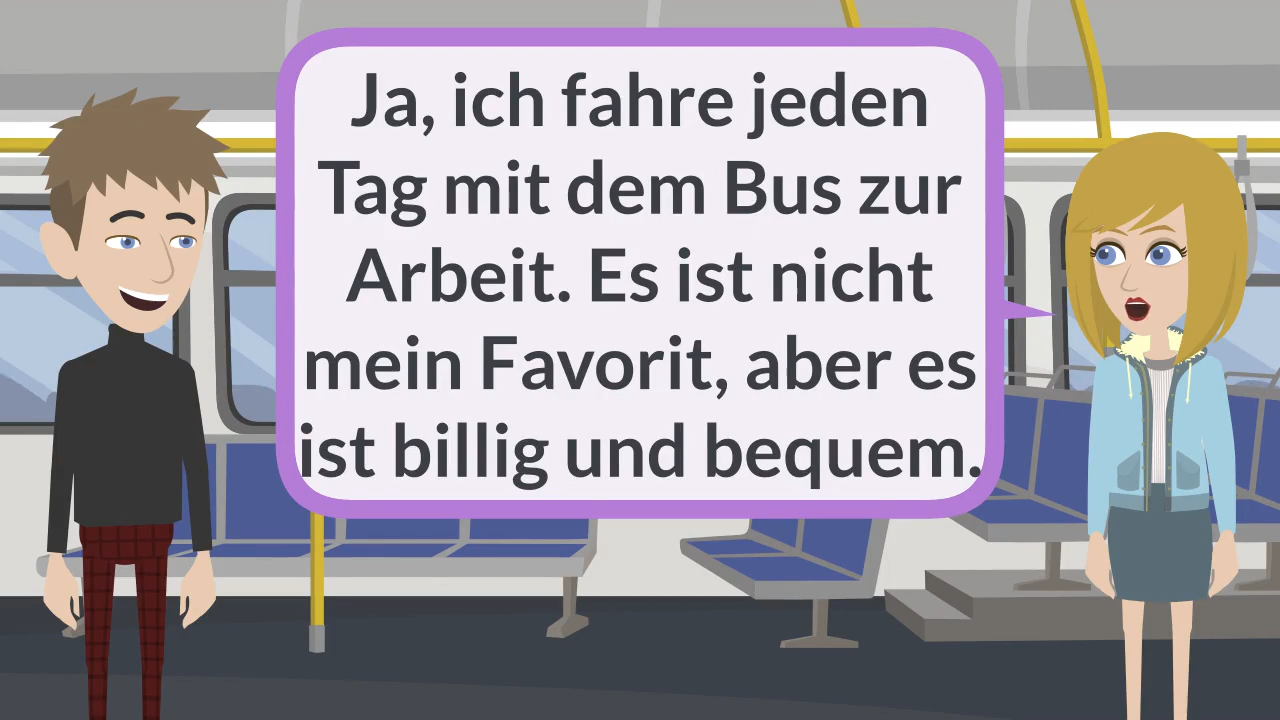 Ja, ich fahre jeden
Tag mit dem Bus zur
Arbeit. Es ist nicht
mein Favorit, aber es
ist billig und bequem.